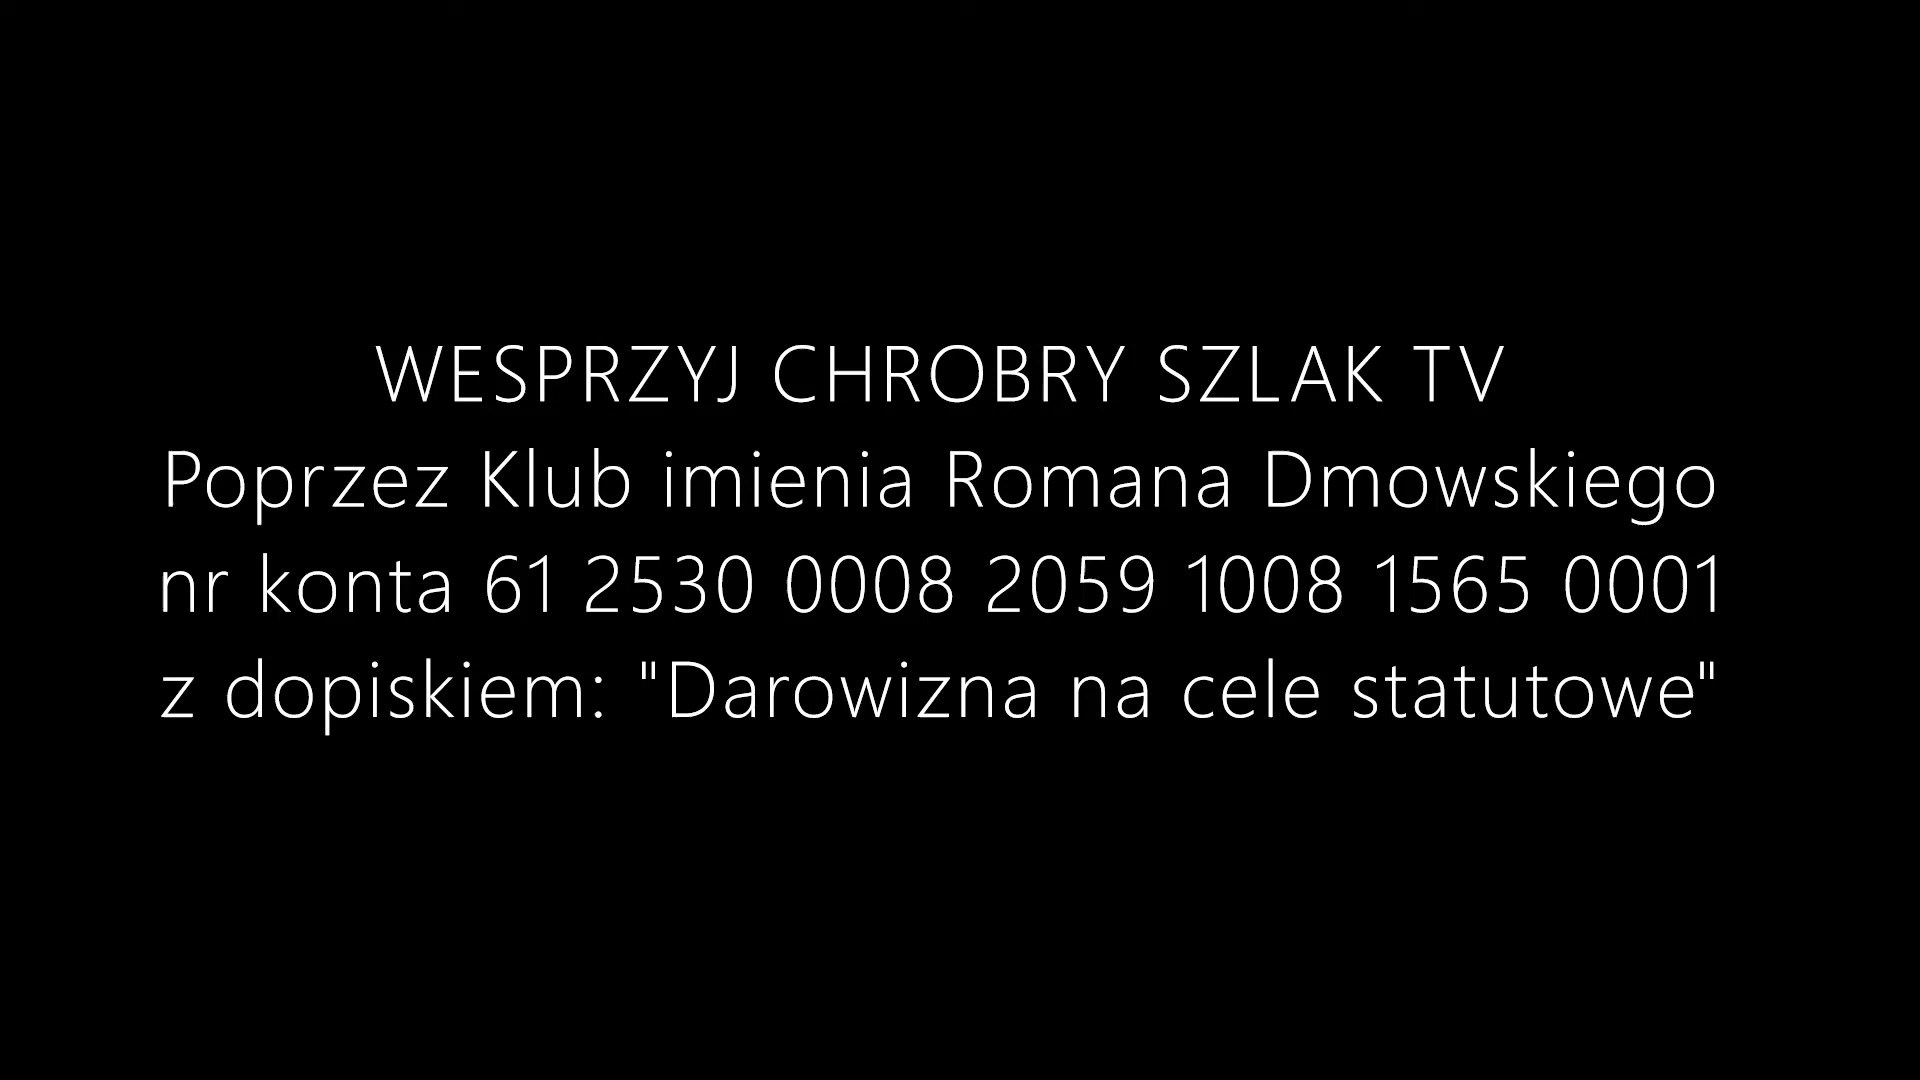 WESPRZYJ CHROBRY SZLAK TV
Poprzez Klub imienia Romana Dmowskiego
nr konta 61 2530 0008 2059 1008 1565 0001
z dopiskiem: "Darowizna na cele statutowe"